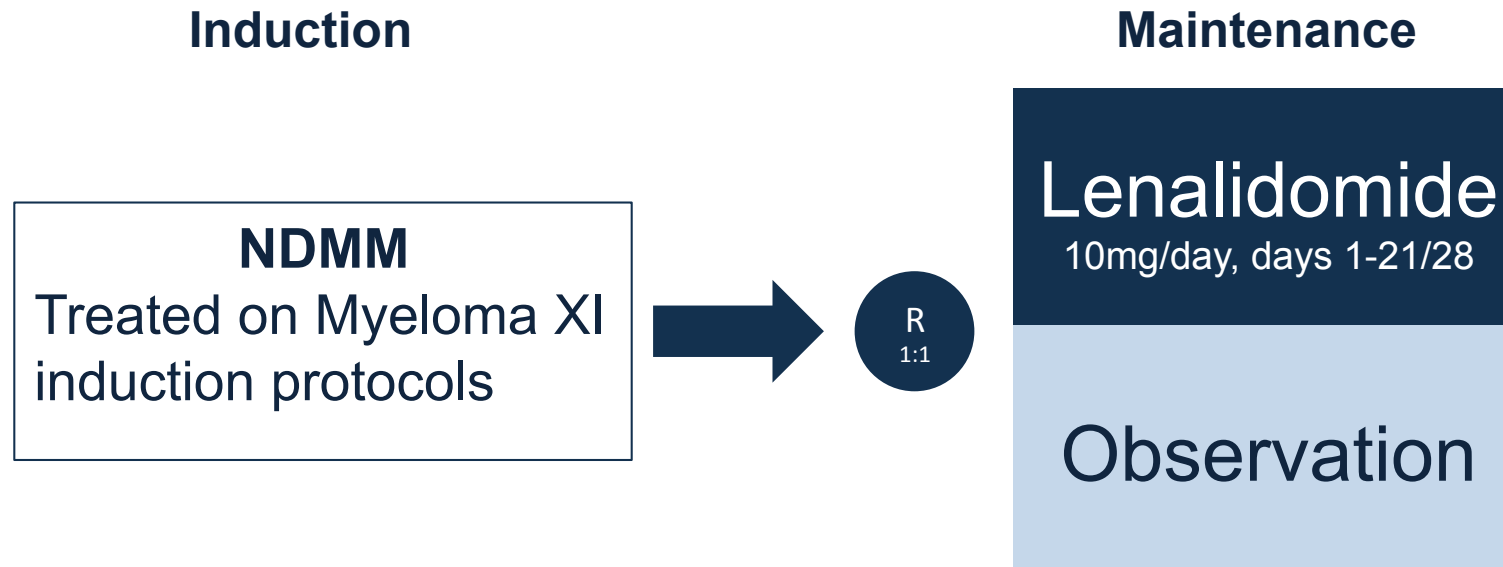 Induction
Maintenance
NDMM
Treated on Myeloma XI
induction protocols
R
1:1
Lenalidomide
10mg/day, days 1-21/28
Observation